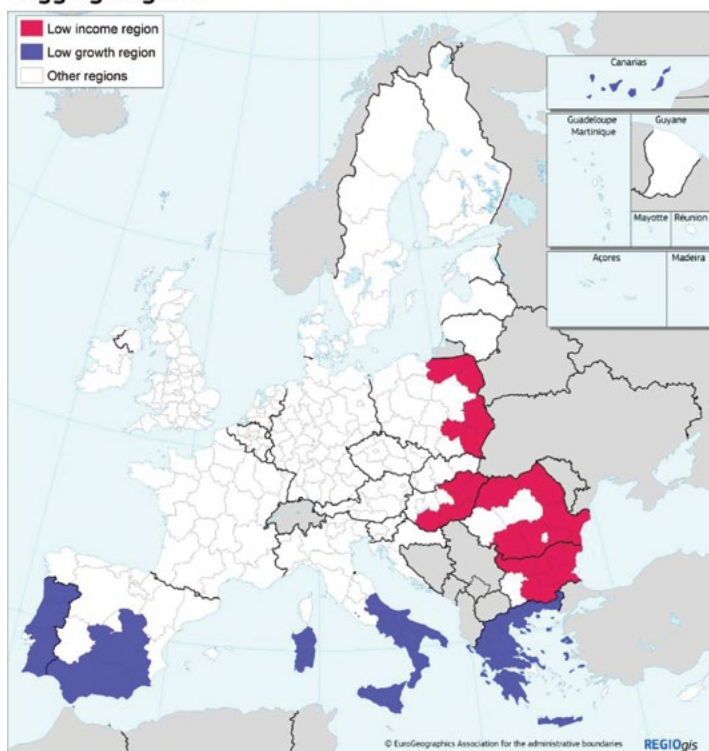 Low income region
Low growth region
Other regions
Canarias
Guadeloupe
Martinique
Guyane
Mayotte
Réunion
Açores
Madeira
© EuroGeographics Association for the administrative boundaries
REGIOgis